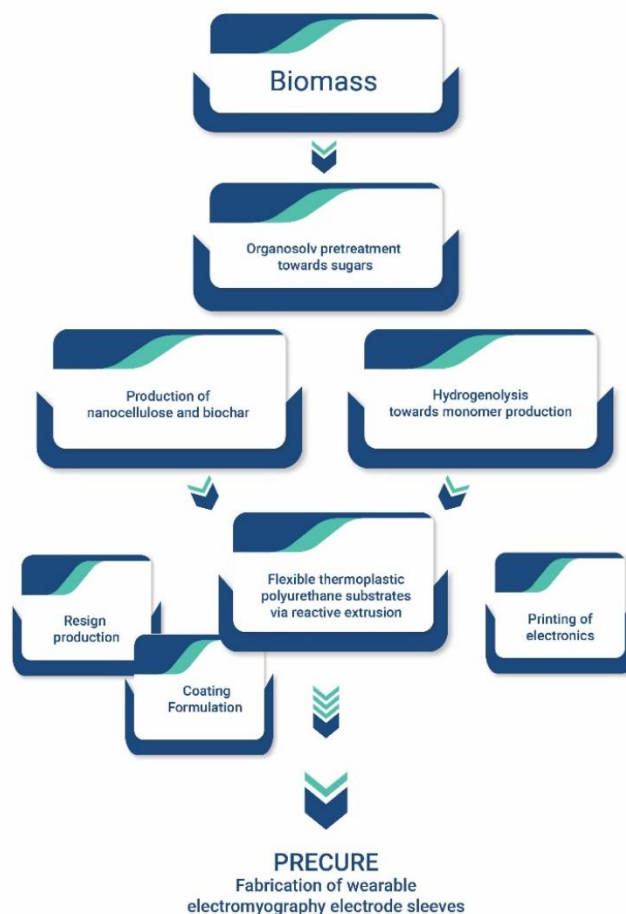 Biomass
Organosolv pretreatment
towards sugars
Production of
nanocellulose and biochar
Hydrogenolysis
towards monomer production
Flexible thermoplastic
polyurethane substrates
via reactive extrusion
Resign
production
Printing of
electronics
Coating
Formulation
PRECURE
Fabrication of wearable
electromyography electrode sleeves